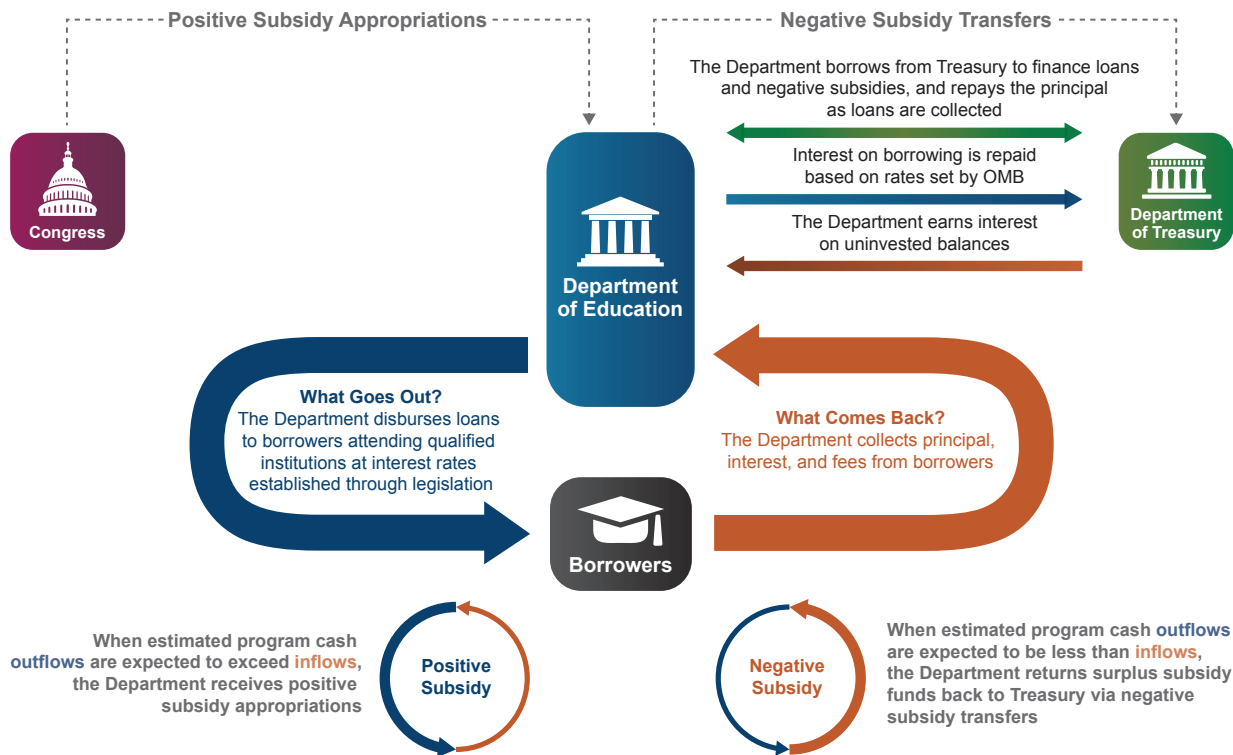 Positive Subsidy Appropriations
Negative Subsidy Transfers
The Department borrows from Treasury to finance loans
and negative subsidies, and repays the principal
as loans are collected
Interest on borrowing is repaid
based on rates set by OMB
The Department earns interest
on uninvested balances
Congress
Department
of Education
Department
of Treasury
What Goes Out?
The Department disburses loans
to borrowers attending qualified
institutions at interest rates
established through legislation
What Comes Back?
The Department collects principal,
interest, and fees from borrowers
Borrowers
When estimated program cash
outflows are expected to exceed inflows,
the Department receives positive
subsidy appropriations
Positive
Subsidy
Negative
Subsidy
When estimated program cash outflows
are expected to be less than inflows,
the Department returns surplus subsidy
funds back to Treasury via negative
subsidy transfers